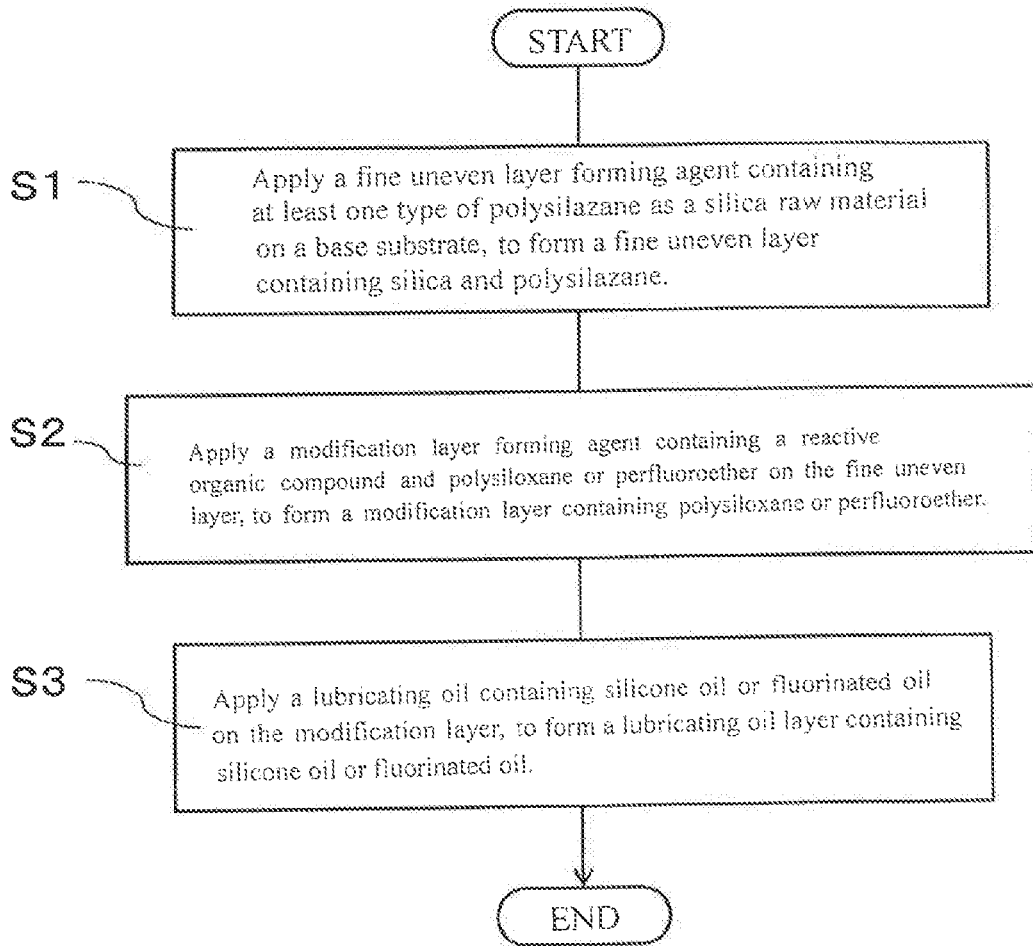 START
S1
Apply a fine uneven layer forming agent containing
at least one type of polysilazane as a silica raw material
on a base substrate, to form a fine uneven layer
containing silica and polysilazane.
S2
Apply a modification layer forming agent containing a reactive
organic compound and polysiloxane or perfluoroether on the fine uneven
layer, to form a modification layer containing polysiloxane or perfluoroether.
S3
Apply a lubricating oil containing silicone oil or fluorinated oil
on the modification layer, to form a lubricating oil layer containing
silicone oil or fluorinated oil.
END